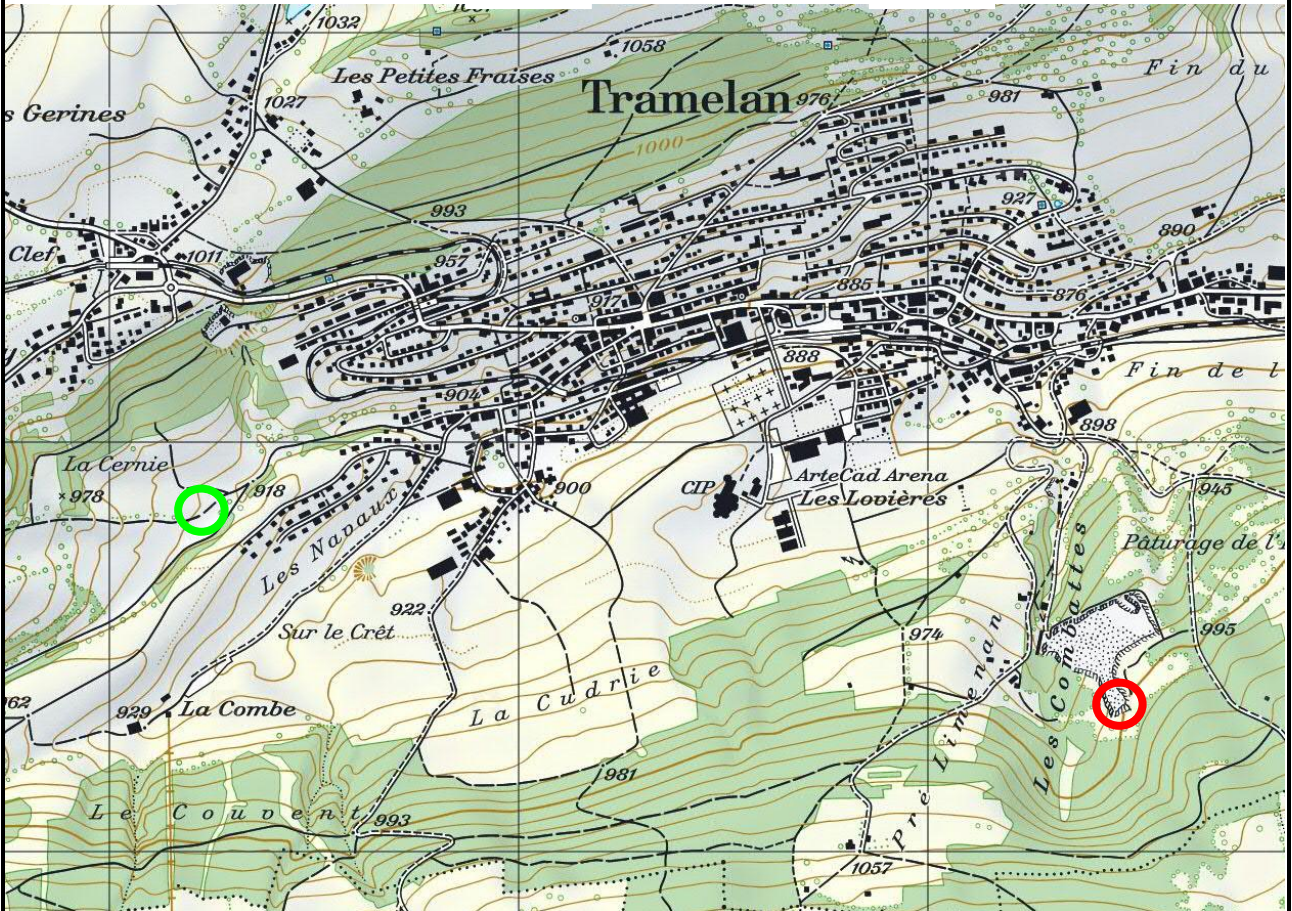 1032
1058
Les Petites Fraises
Fin du
Tramelan
976
981
1027
s Gerines
1000
993
927
890
Clef
1011
957
885
876
917
888
904
Fin de l
898
La Cernie
978
918
900
CIP
ArteCad Arena
Les Lovières
945
Les Navaux
Pâturage de l'
922
Sur le Crêt
974
995
La Cudrie
Pré Limenan
Les Combattes
929
La Combe
981
Le Couvent
993
1057